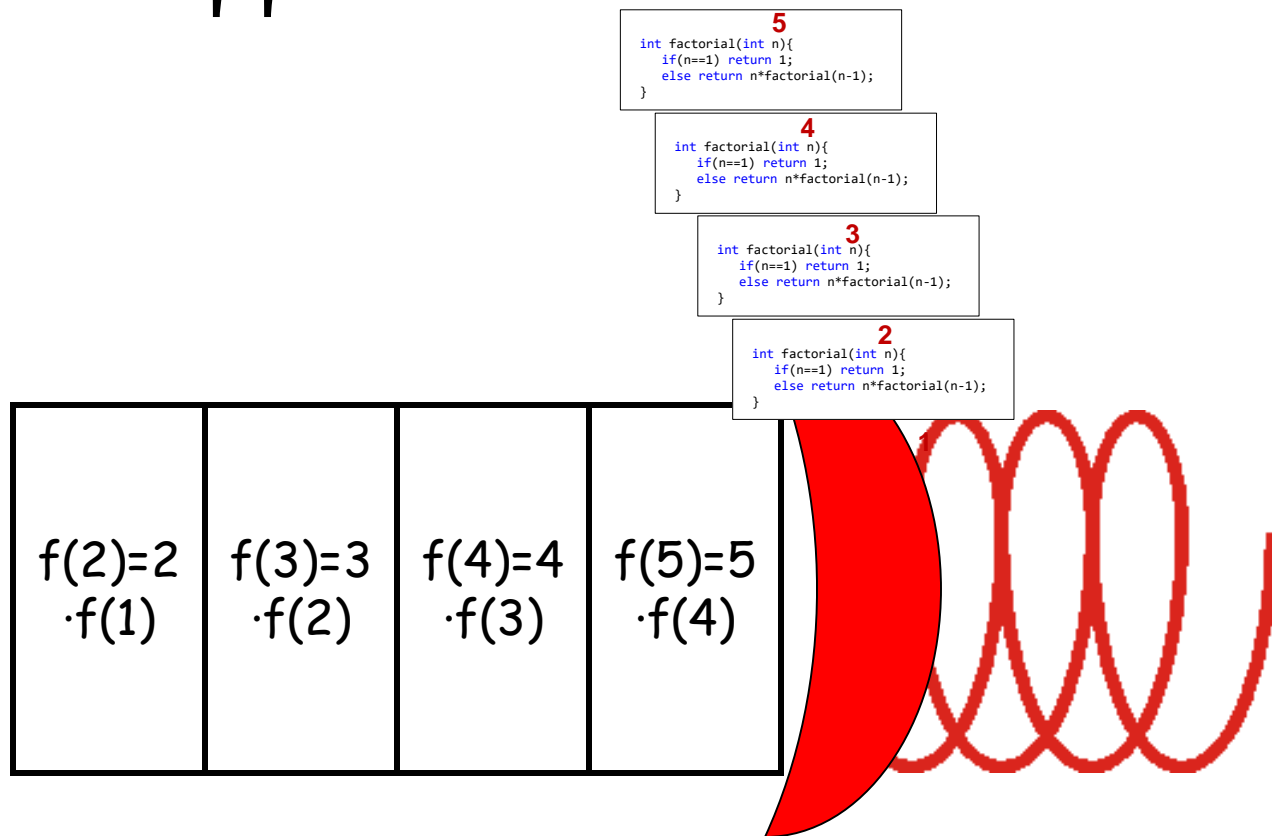 5
int factorial(int n){
if(n==1) return 1;
else return n*factorial(n-1);
}
4
int factorial(int n){
if(n==1) return 1;
else return n*factorial(n-1);
}
3
int factorial(int n){
if(n==1) return 1;
else return n*factorial(n-1);
}
2
int factorial(int n){
if(n==1) return 1;
else return n*factorial(n-1);
}
1
f(2)=2
·f(1)
f(3)=3
·f(2)
f(4)=4
·f(3)
f(5)=5
·f(4)